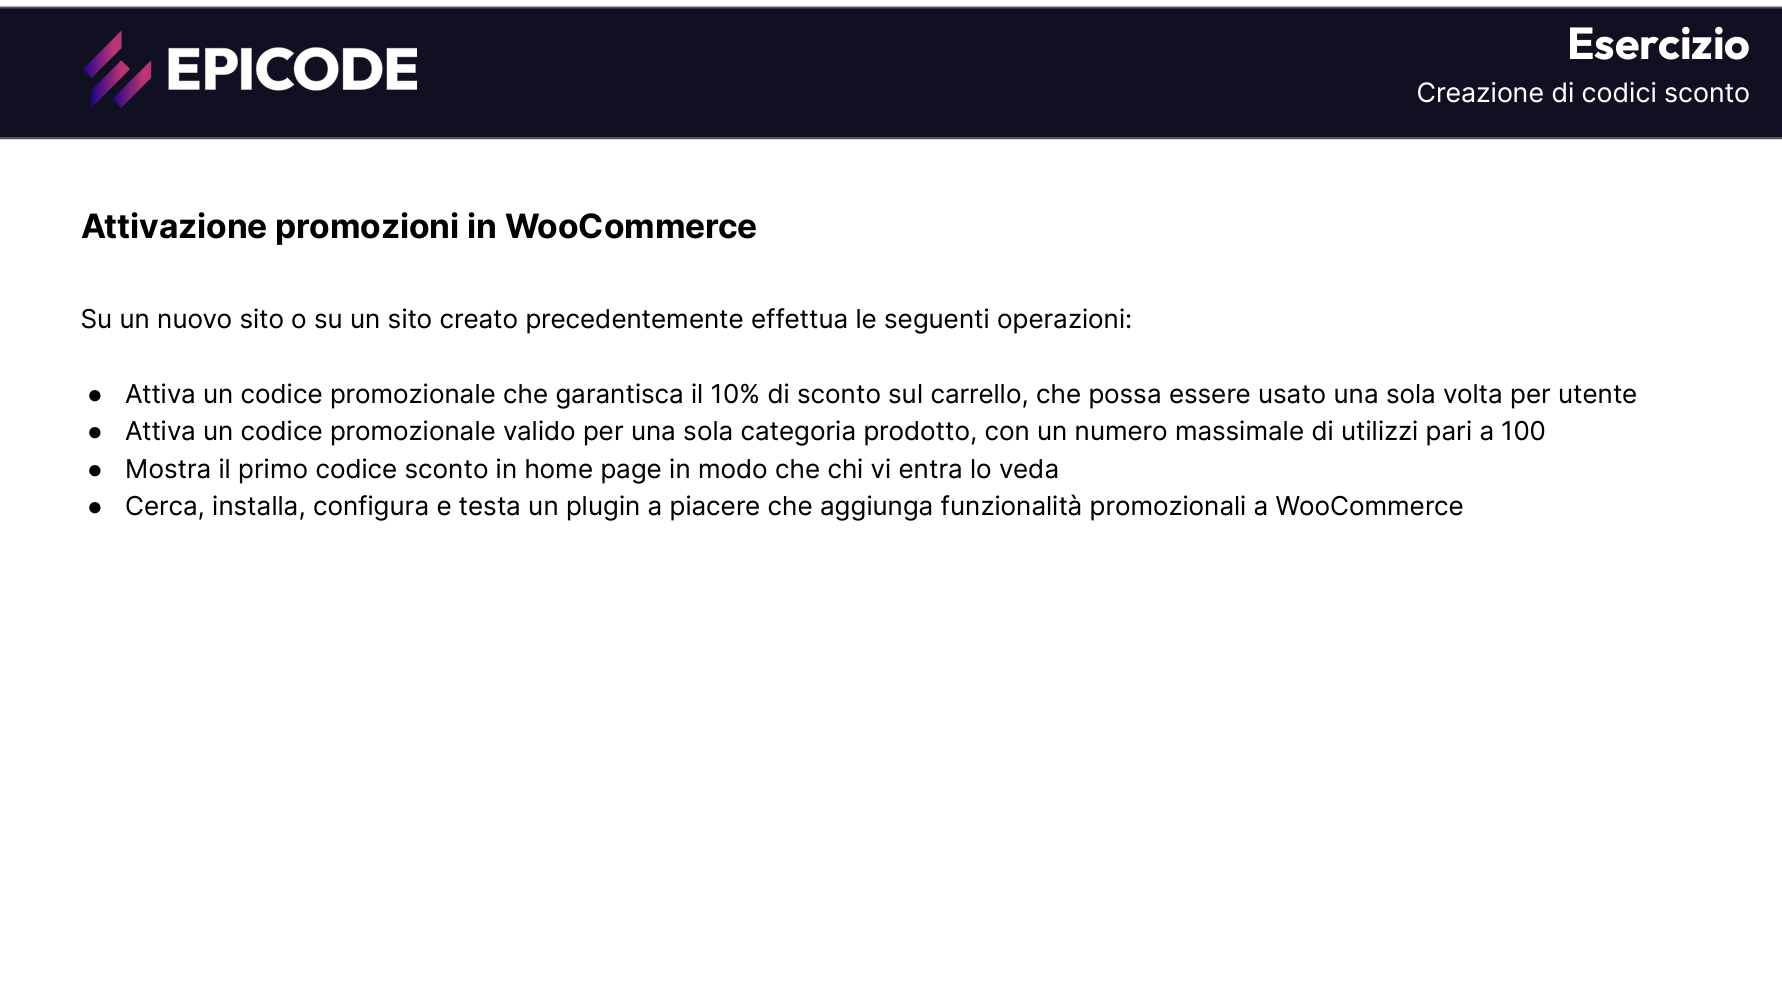 EPICODE
Esercizio
Creazione di codici sconto
Attivazione promozioni in WooCommerce
Su un nuovo sito o su un sito creato precedentemente effettua le seguenti operazioni:
● Attiva un codice promozionale che garantisca il 10% di sconto sul carrello, che possa essere usato una sola volta per utente
● Attiva un codice promozionale valido per una sola categoria prodotto, con un numero massimale di utilizzi pari a 100
● Mostra il primo codice sconto in home page in modo che chi vi entra lo veda
● Cerca, installa, configura e testa un plugin a piacere che aggiunga funzionalità promozionali a WooCommerce